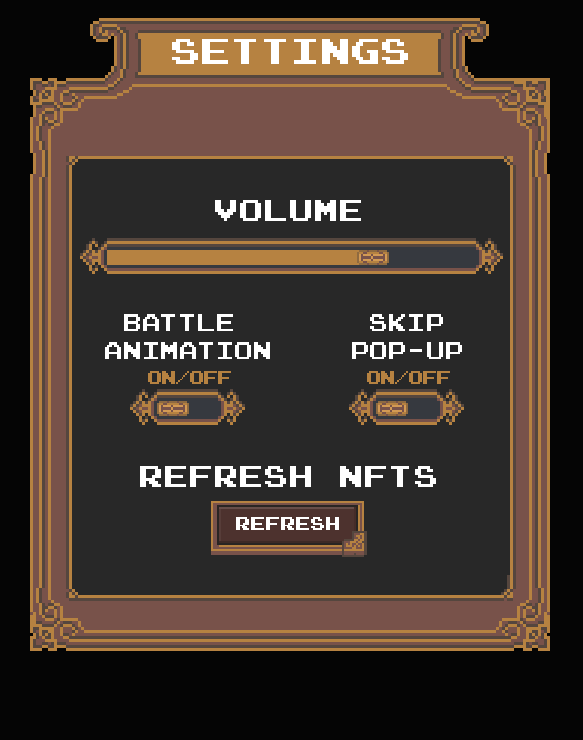 SETTINGS
VOLUME
BATTLE
ANIMATION
ON/OFF
SKIP
POP-UP
ON/OFF
REFRESH NFTS
REFRESH